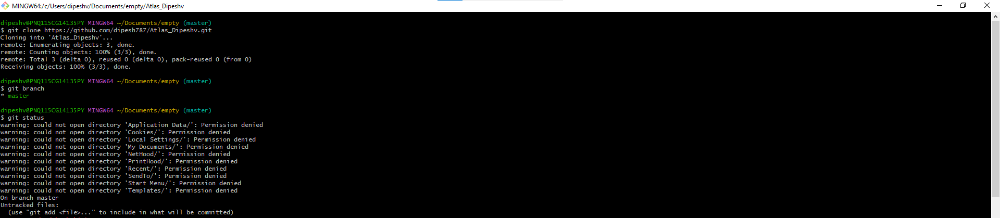 MINGW64:/c/Users/dipeshv/Documents/empty/Atlas_Dipeshv
dipeshv@PNQ115CG14135PY MINGW64 ~/Documents/empty (master)
$ git clone https://github.com/dipesh787/Atlas_Dipeshv.git
Cloning into 'Atlas_Dipeshv'...
remote: Enumerating objects: 3, done.
remote: Counting objects: 100% (3/3), done.
remote: Total 3 (delta 0), reused 0 (delta 0), pack-reused 0 (from 0)
Receiving objects: 100% (3/3), done.
dipeshv@PNQ115CG14135PY MINGW64 ~/Documents/empty (master)
$ git branch
* master
dipeshv@PNQ115CG14135PY MINGW64 ~/Documents/empty (master)
$ git status
warning: could not open directory 'Application Data/': Permission denied
warning: could not open directory 'Cookies/': Permission denied
warning: could not open directory 'Local Settings/': Permission denied
warning: could not open directory 'My Documents/': Permission denied
warning: could not open directory 'NetHood/': Permission denied
warning: could not open directory 'PrintHood/': Permission denied
warning: could not open directory 'Recent/': Permission denied
warning: could not open directory 'SendTo/': Permission denied
warning: could not open directory 'Start Menu/': Permission denied
warning: could not open directory 'Templates/': Permission denied
On branch master
Untracked files:
(use "git add <file>..." to include in what will be committed)